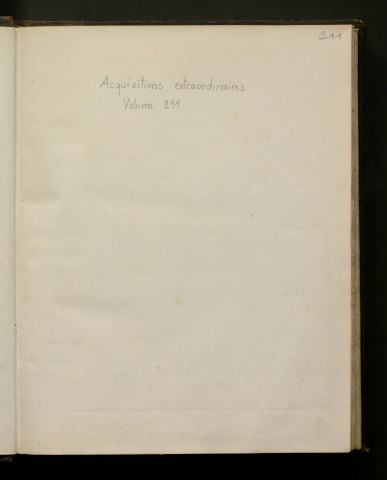 211
Acquisitions extraordinaires
Volume 211